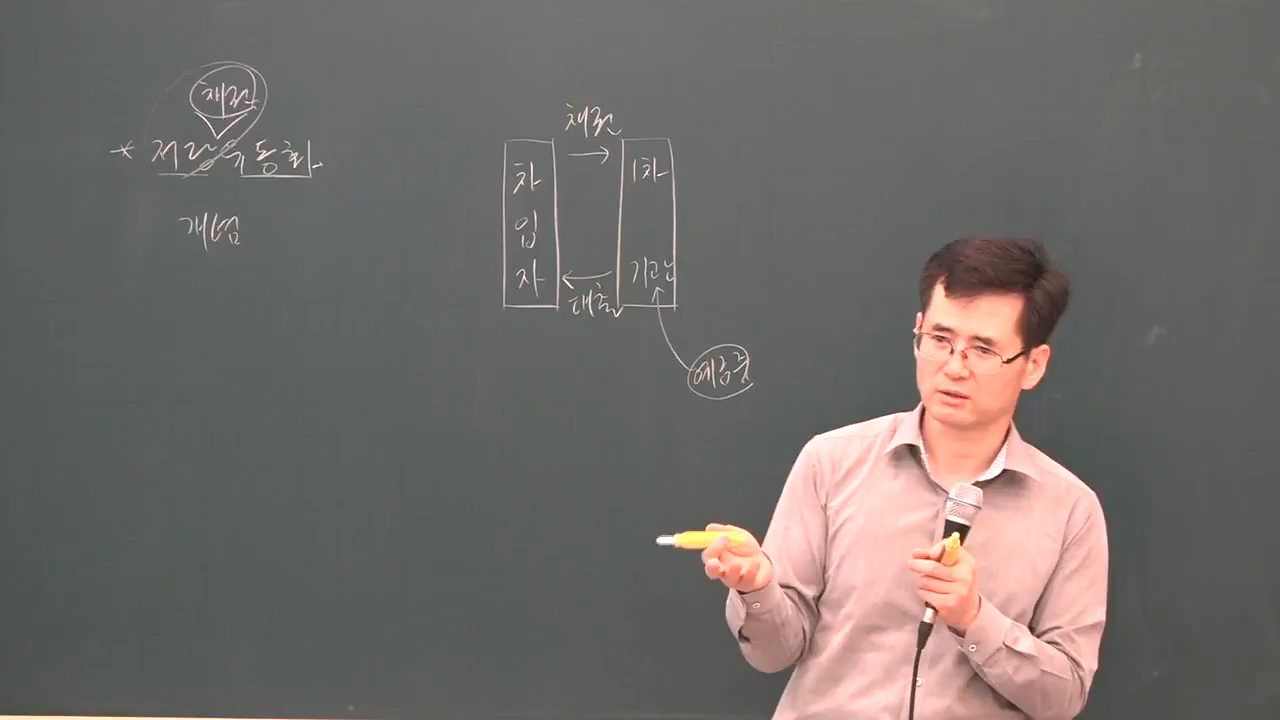 채권
* 저당 유동화
개념
채권
차입자
1차 기관
대출
예금